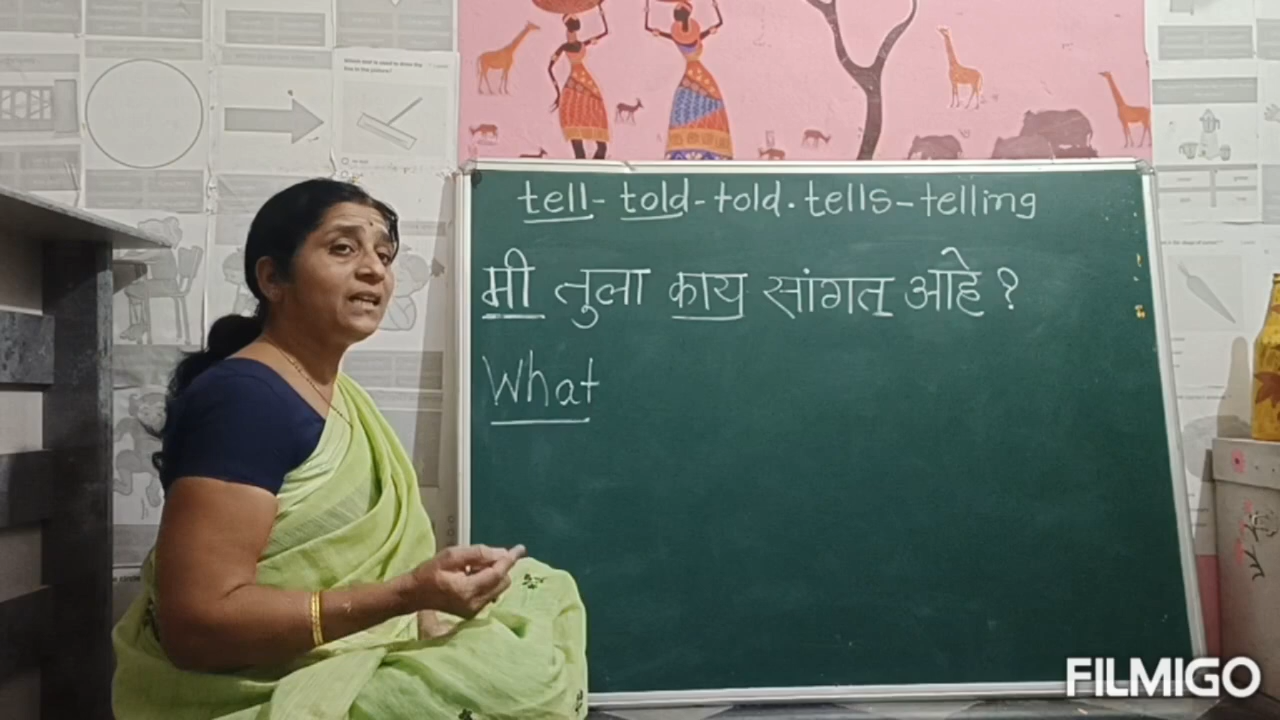 tell- told - told. tells - telling
मी तुला काय सांगत आहे ?
What
FILMIGO